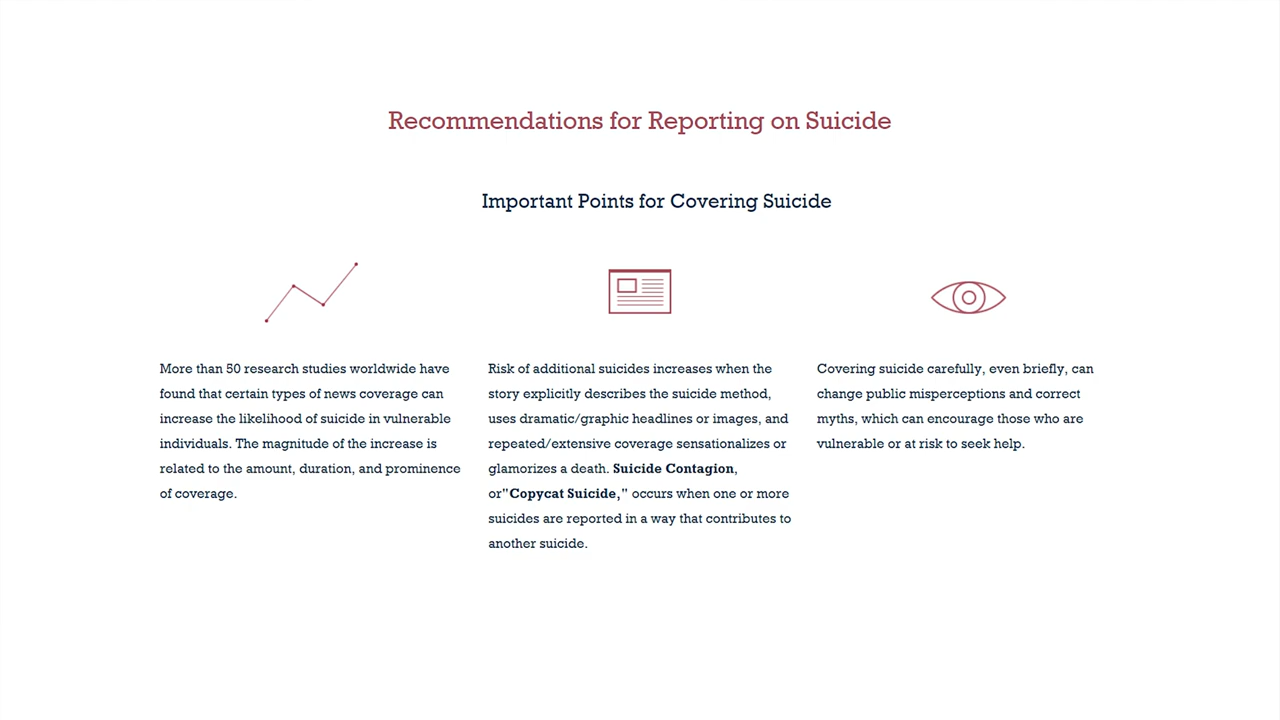 Recommendations for Reporting on Suicide
Important Points for Covering Suicide
More than 50 research studies worldwide have
found that certain types of news coverage can
increase the likelihood of suicide in vulnerable
individuals. The magnitude of the increase is
related to the amount, duration, and prominence
of coverage.
Risk of additional suicides increases when the
story explicitly describes the suicide method,
uses dramatic/graphic headlines or images, and
repeated/extensive coverage sensationalizes or
glamorizes a death. Suicide Contagion,
or"Copycat Suicide," occurs when one or more
suicides are reported in a way that contributes to
another suicide.
Covering suicide carefully, even briefly, can
change public misperceptions and correct
myths, which can encourage those who are
vulnerable or at risk to seek help.